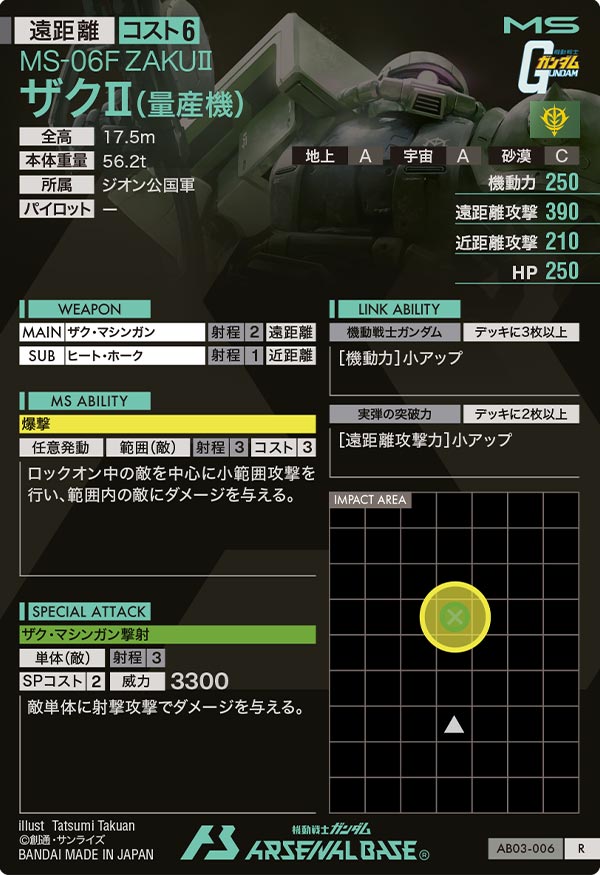 遠距離 コスト6
MS
MS-06F ZAKUⅡ
機動戦士 ガンダム GUNDAM
ザクⅡ(量産機)
全高 17.5m
本体重量 56.2t
所属 ジオン公国軍
パイロット ー
地上 A 宇宙 A 砂漠 C
機動力 250
遠距離攻撃 390
近距離攻撃 210
HP 250
WEAPON
MAIN ザク・マシンガン 射程 2 遠距離
SUB ヒート・ホーク 射程 1 近距離
MS ABILITY
爆撃
任意発動 範囲(敵) 射程 3 コスト 3
ロックオン中の敵を中心に小範囲攻撃を
行い、範囲内の敵にダメージを与える。
SPECIAL ATTACK
ザク・マシンガン撃射
単体(敵) 射程 3
SPコスト 2 威力 3300
敵単体に射撃攻撃でダメージを与える。
LINK ABILITY
機動戦士ガンダム デッキに3枚以上
[機動力]小アップ
実弾の突破力 デッキに2枚以上
[遠距離攻撃力]小アップ
IMPACT AREA
illust Tatsumi Takuan
©創通・サンライズ
BANDAI MADE IN JAPAN
機動戦士ガンダム
ARSENAL BASE®
AB03-006 R